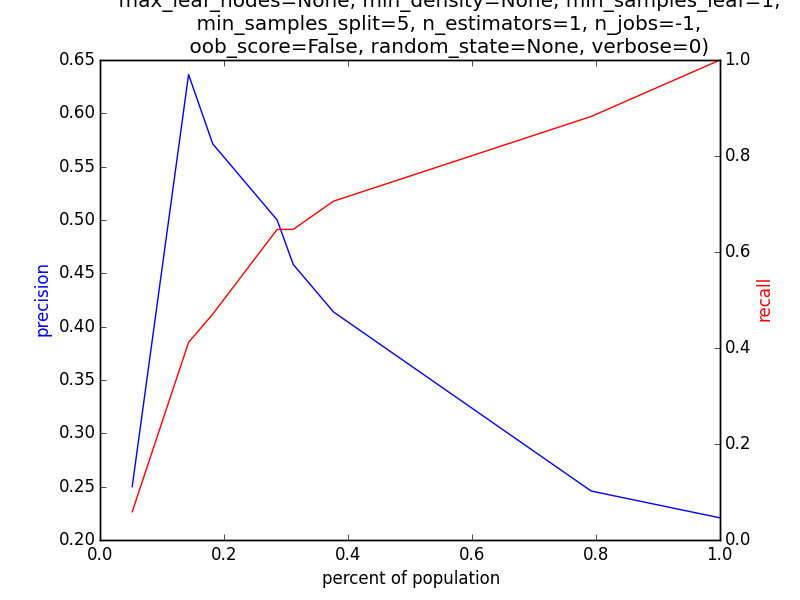 max_leaf_nodes=None, min_density=None, min_samples_leaf=1,
min_samples_split=5, n_estimators=1, n_jobs=-1,
oob_score=False, random_state=None, verbose=0)
0.65
0.60
0.55
0.50
0.45
0.40
0.35
0.30
0.25
0.20
precision
1.0
0.8
0.6
0.4
0.2
0.0
recall
0.0 0.2 0.4 0.6 0.8 1.0
percent of population